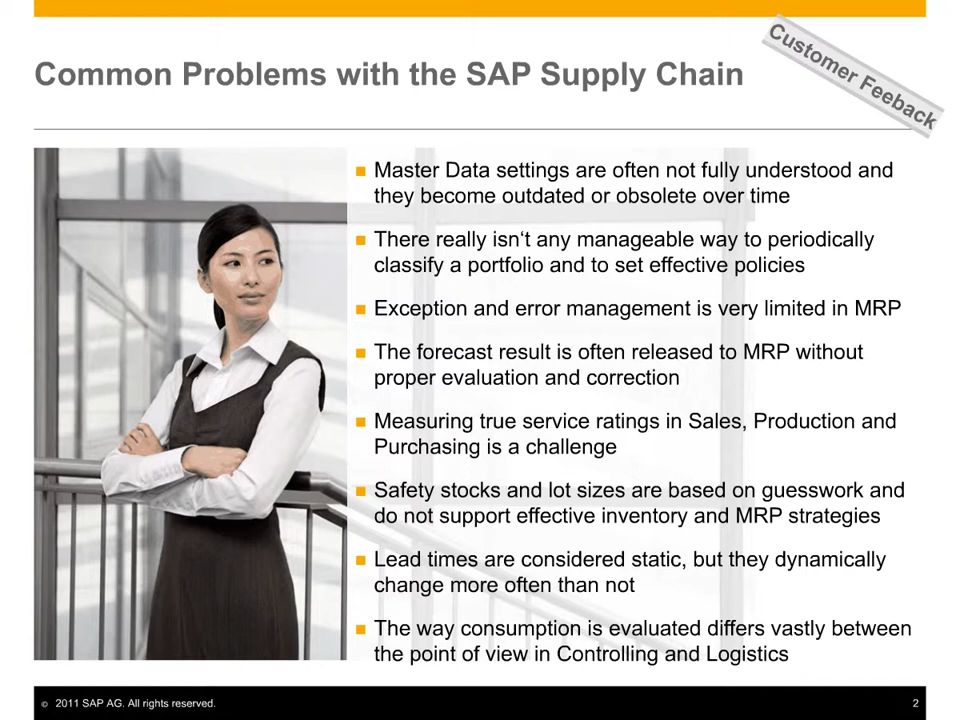 Customer Feeback
Common Problems with the SAP Supply Chain
■ Master Data settings are often not fully understood and
they become outdated or obsolete over time
■ There really isn‘t any manageable way to periodically
classify a portfolio and to set effective policies
■ Exception and error management is very limited in MRP
■ The forecast result is often released to MRP without
proper evaluation and correction
■ Measuring true service ratings in Sales, Production and
Purchasing is a challenge
■ Safety stocks and lot sizes are based on guesswork and
do not support effective inventory and MRP strategies
■ Lead times are considered static, but they dynamically
change more often than not
■ The way consumption is evaluated differs vastly between
the point of view in Controlling and Logistics
© 2011 SAP AG. All rights reserved. 2